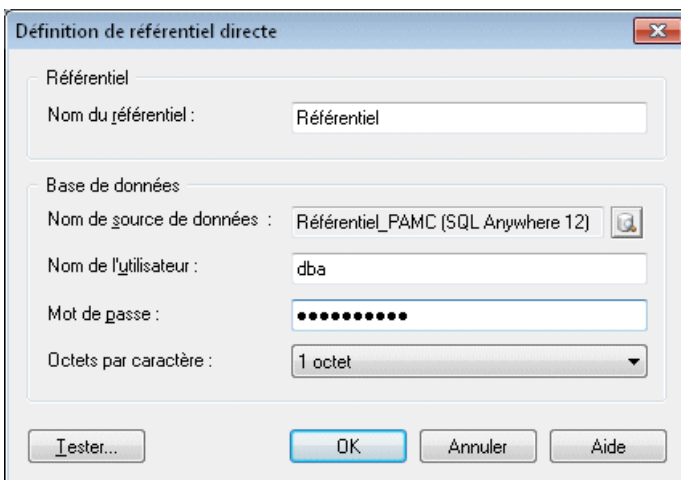 Définition de référentiel directe
Référentiel
Nom du référentiel :
Référentiel
Base de données
Nom de source de données :
Référentiel_PAMC (SQL Anywhere 12)
Nom de l'utilisateur :
dba
Mot de passe :
●●●●●●●●●●
Octets par caractère :
1 octet
Tester...
OK
Annuler
Aide